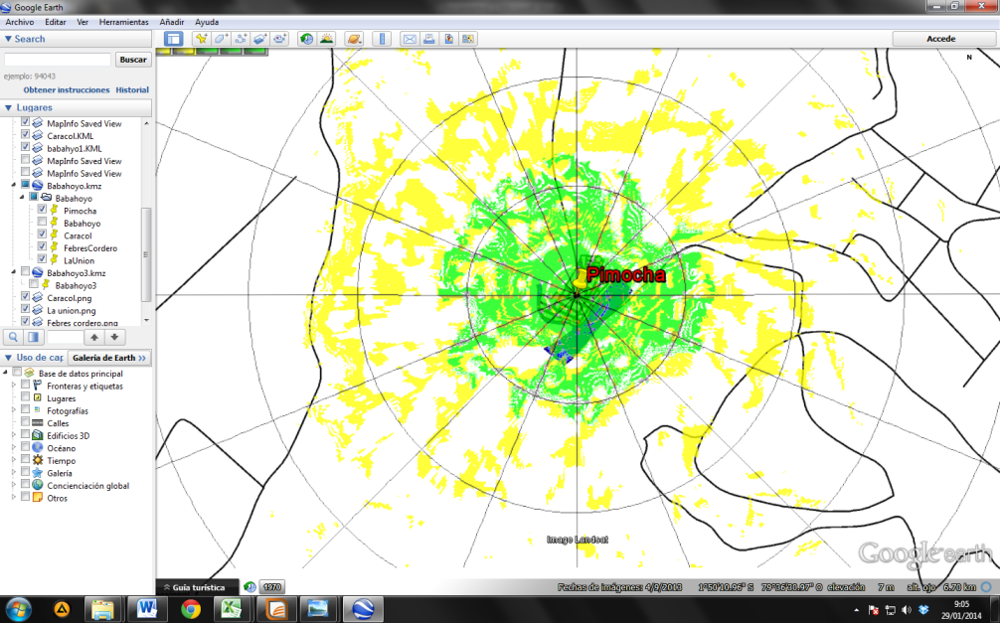 Google Earth
Archivo Editar Ver Herramientas Añadir Ayuda
Search
Buscar
ejemplo: 94043
Obtener instrucciones Historial
Lugares
MapInfo Saved View
Caracol.KML
babahyo1.KML
MapInfo Saved View
MapInfo Saved View
Babahoyo.kmz
Babahoyo
Pimocha
Babahoyo
Caracol
FebresCordero
LaUnion
Babahoyo3.kmz
Babahoyo3
Caracol.png
La union.png
Febres cordero.png
Uso de cap Galería de Earth >>
Base de datos principal
Fronteras y etiquetas
Lugares
Fotografías
Calles
Edificios 3D
Océano
Tiempo
Galería
Concienciación global
Otros
Accede
N
Pimocha
Image Landsat
Google earth
Guía turística 1970 Fechas de imágenes: 4/9/2013 1°50'10.96" S 79°36'30.97" O elevación 7 m alt. ojo 6.70 km
9:05
29/01/2014